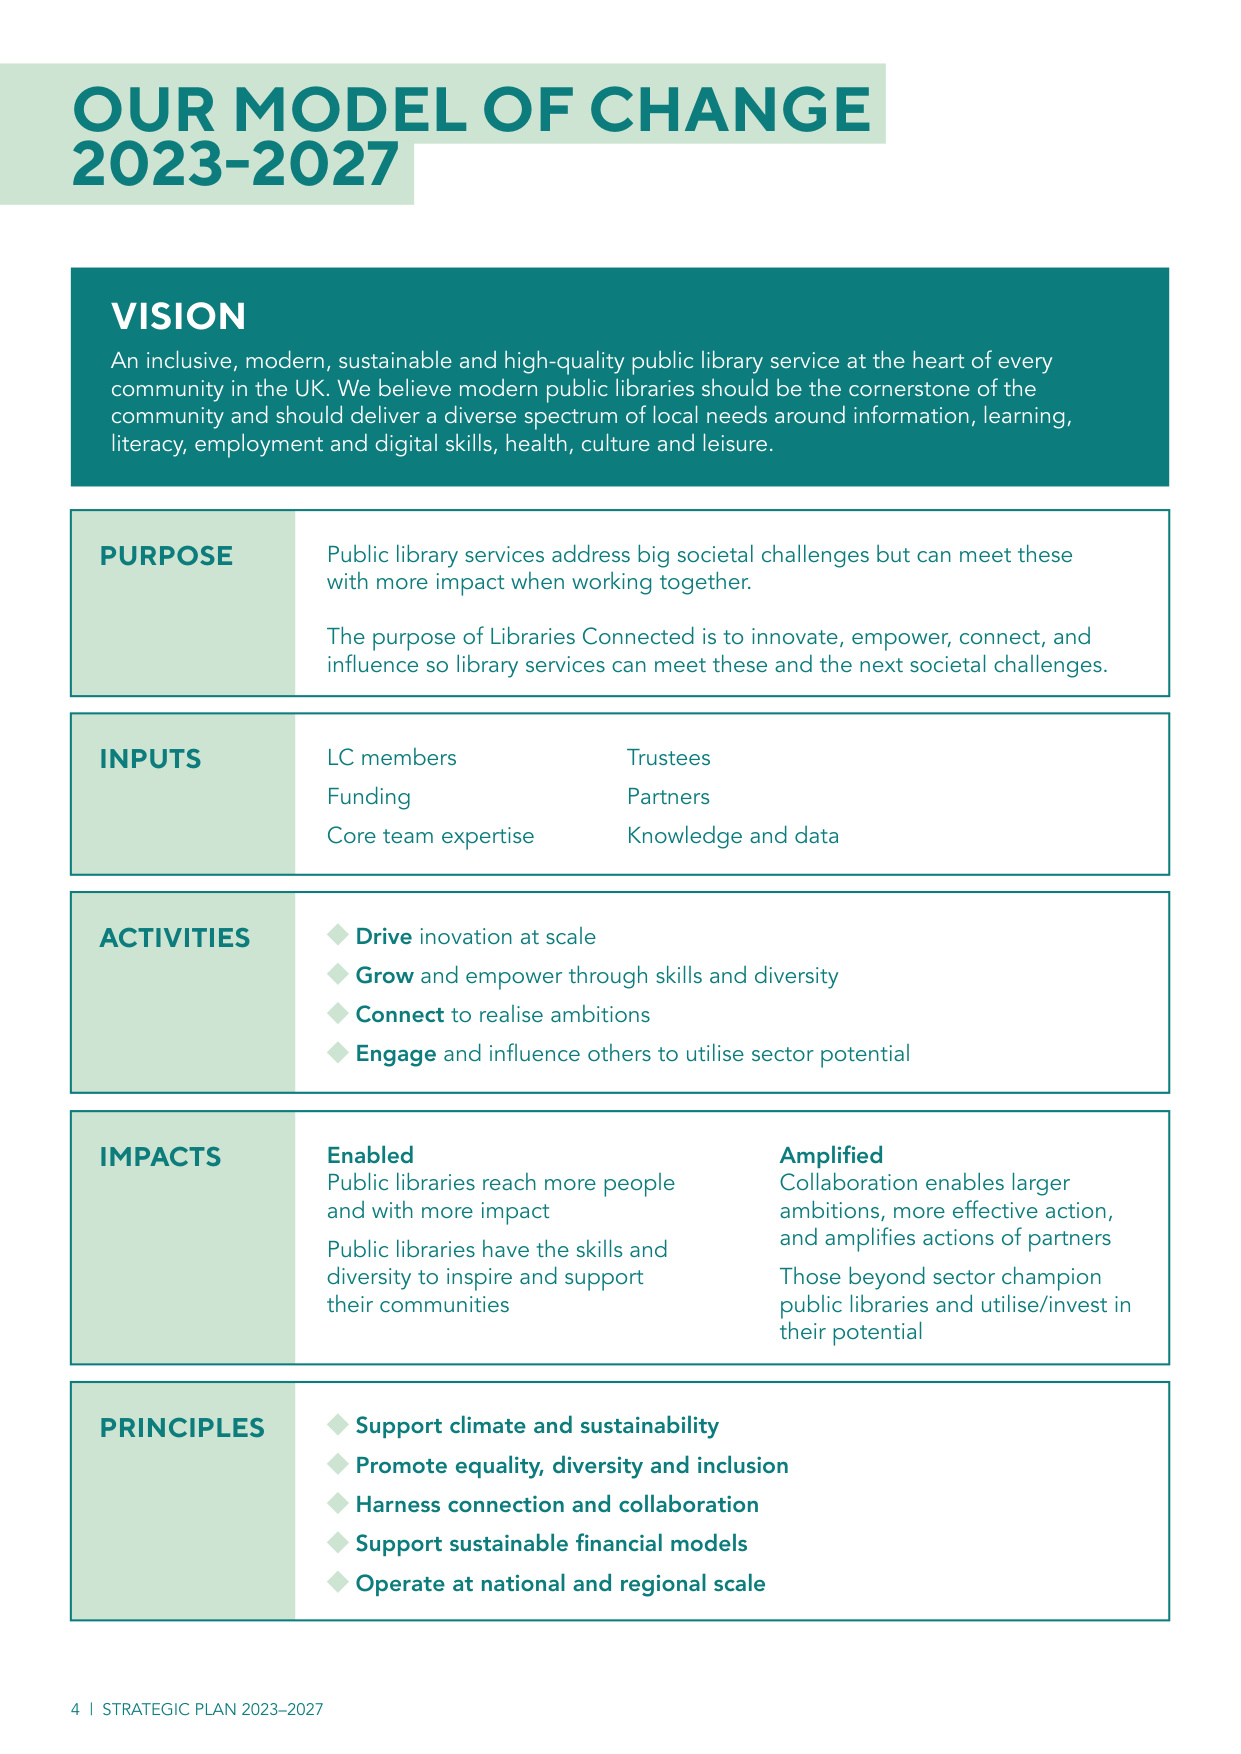 OUR MODEL OF CHANGE
2023–2027
VISION
An inclusive, modern, sustainable and high-quality public library service at the heart of every
community in the UK. We believe modern public libraries should be the cornerstone of the
community and should deliver a diverse spectrum of local needs around information, learning,
literacy, employment and digital skills, health, culture and leisure.
PURPOSE
Public library services address big societal challenges but can meet these
with more impact when working together.
The purpose of Libraries Connected is to innovate, empower, connect, and
influence so library services can meet these and the next societal challenges.
INPUTS
LC members
Funding
Core team expertise
Trustees
Partners
Knowledge and data
ACTIVITIES
Drive inovation at scale
Grow and empower through skills and diversity
Connect to realise ambitions
Engage and influence others to utilise sector potential
IMPACTS
Enabled
Public libraries reach more people
and with more impact
Public libraries have the skills and
diversity to inspire and support
their communities
Amplified
Collaboration enables larger
ambitions, more effective action,
and amplifies actions of partners
Those beyond sector champion
public libraries and utilise/invest in
their potential
PRINCIPLES
Support climate and sustainability
Promote equality, diversity and inclusion
Harness connection and collaboration
Support sustainable financial models
Operate at national and regional scale
4 | STRATEGIC PLAN 2023–2027